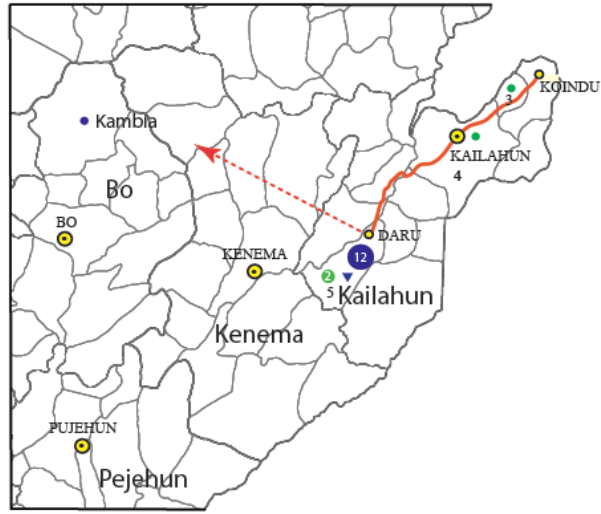 KOINDU
3
Kambia
KAILAHUN
4
Bo
BO
DARU
KENEMA
12
2
5
Kailahun
Kenema
PUJEHUN
Pejehun